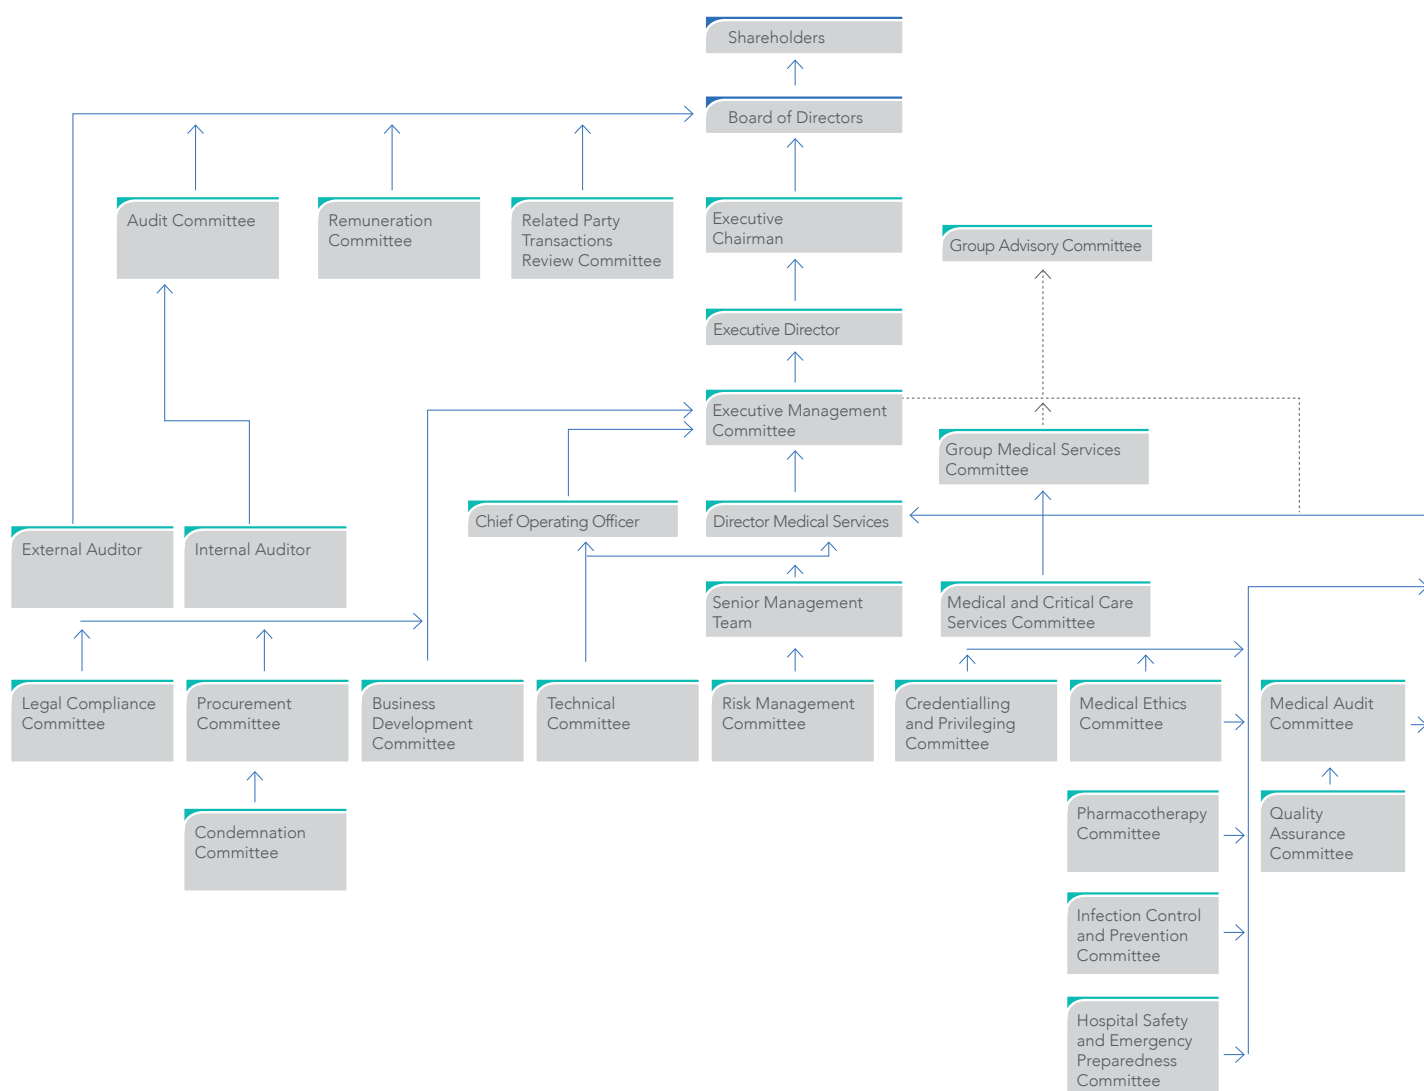 Shareholders
Board of Directors
Audit Committee
Remuneration
Committee
Related Party
Transactions
Review Committee
Executive
Chairman
Group Advisory Committee
Executive Director
Executive Management
Committee
Group Medical Services
Committee
Chief Operating Officer
Director Medical Services
External Auditor
Internal Auditor
Senior Management
Team
Medical and Critical Care
Services Committee
Legal Compliance
Committee
Procurement
Committee
Business
Development
Committee
Technical
Committee
Risk Management
Committee
Credentialling
and Privileging
Committee
Medical Ethics
Committee
Medical Audit
Committee
Condemnation
Committee
Pharmacotherapy
Committee
Quality
Assurance
Committee
Infection Control
and Prevention
Committee
Hospital Safety
and Emergency
Preparedness
Committee